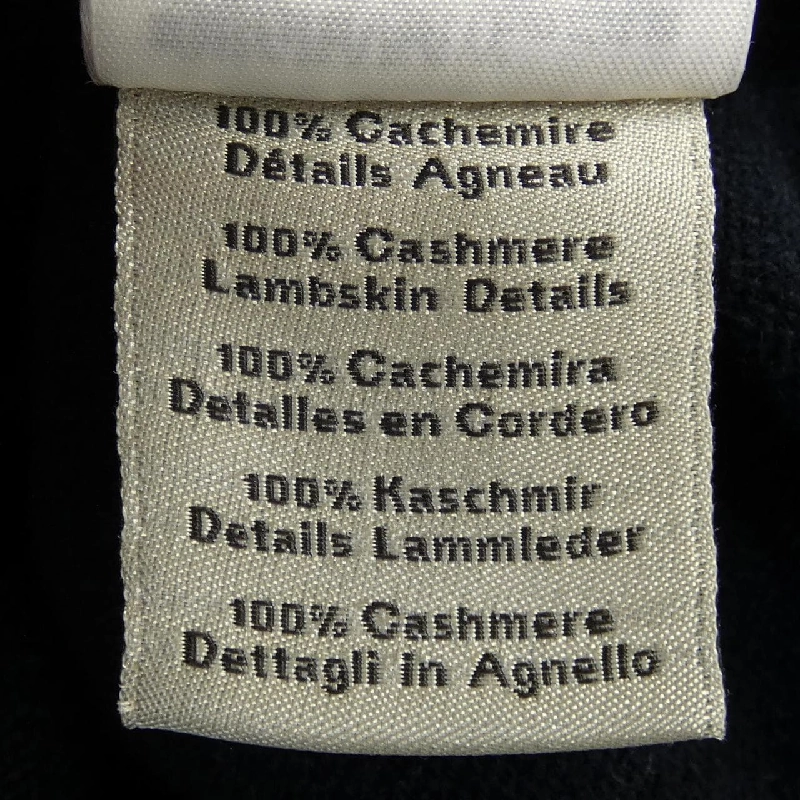 100% Cachemire
Détails Agneau
100% Cashmere
Lambskin Details
100% Cachemira
Detalles en Cordero
100% Kaschmir
Details Lammleder
100% Cashmere
Dettagli in Agnello